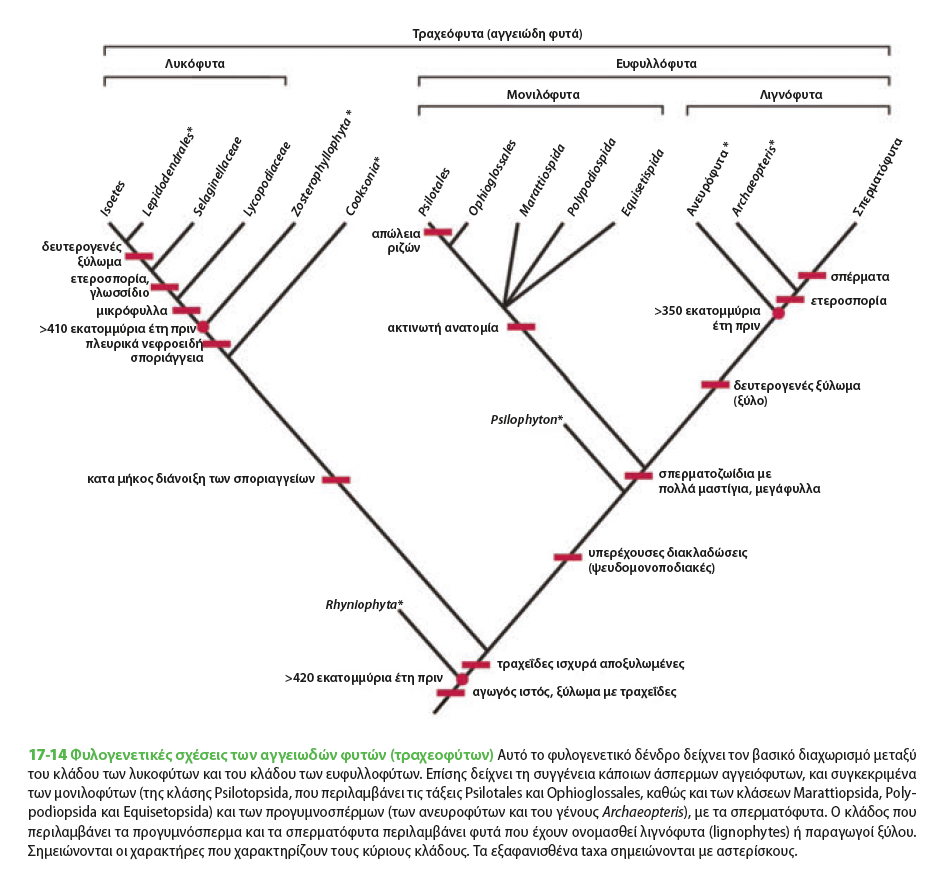 Τραχεόφυτα (αγγειώδη φυτά)
Λυκόφυτα
Ευφυλλόφυτα
Μονιλόφυτα
Λιγνόφυτα
Isoetes
Lepidodendrales*
Selaginellaceae
Lycopodiaceae
Zosterophyllophyta *
Cooksonia*
Psilotales
Ophioglossales
Marattiospida
Polypodiospida
Equisetispida
Ανευρόφυτα *
Archaeopteris*
Σπερματόφυτα
δευτερογενές
ξύλωμα
ετεροσπορία,
γλωσσίδιο
μικρόφυλλα
>410 εκατομμύρια έτη πριν
πλευρικά νεφροειδή
σποριάγγεια
απώλεια
ριζών
ακτινωτή ανατομία
σπέρματα
ετεροσπορία
>350 εκατομμύρια
έτη πριν
δευτερογενές ξύλωμα
(ξύλο)
Psilophyton*
κατα μήκος διάνοιξη των σποριαγγείων
σπερματοζωίδια με
πολλά μαστίγια, μεγάφυλλα
υπερέχουσες διακλαδώσεις
(ψευδομονοποδιακές)
Rhyniophyta*
τραχεΐδες ισχυρά αποξυλωμένες
>420 εκατομμύρια έτη πριν
αγωγός ιστός, ξύλωμα με τραχεΐδες
17-14 Φυλογενετικές σχέσεις των αγγειωδών φυτών (τραχεοφύτων) Αυτό το φυλογενετικό δένδρο δείχνει τον βασικό διαχωρισμό μεταξύ
του κλάδου των λυκοφύτων και του κλάδου των ευφυλλοφύτων. Επίσης δείχνει τη συγγένεια κάποιων άσπερμων αγγειόφυτων, και συγκεκριμένα
των μονιλοφύτων (της κλάσης Psilotopsida, που περιλαμβάνει τις τάξεις Psilotales και Ophioglossales, καθώς και των κλάσεων Marattiopsida, Poly-
podiopsida και Equisetopsida) και των προγυμνοσπέρμων (των ανευροφύτων και του γένους Archaeopteris), με τα σπερματόφυτα. Ο κλάδος που
περιλαμβάνει τα προγυμνόσπερμα και τα σπερματόφυτα περιλαμβάνει φυτά που έχουν ονομασθεί λιγνόφυτα (lignophytes) ή παραγωγοί ξύλου.
Σημειώνονται οι χαρακτήρες που χαρακτηρίζουν τους κύριους κλάδους. Τα εξαφανισθένα taxa σημειώνονται με αστερίσκους.